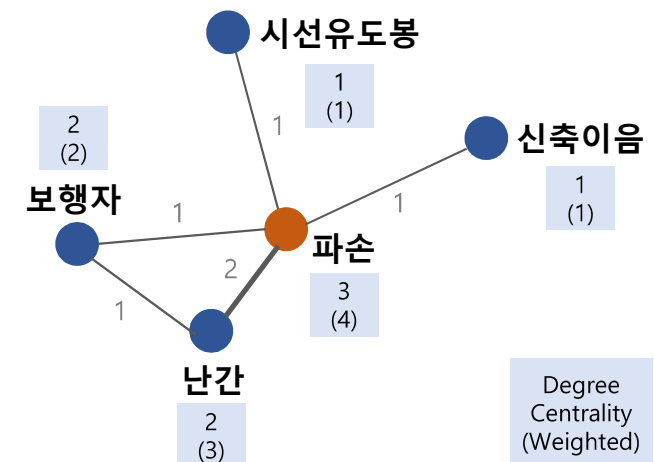 시선유도봉
1
(1)
1
2
(2)
신축이음
1
(1)
보행자
1
1
파손
2
3
(4)
1
난간
2
(3)
Degree
Centrality
(Weighted)